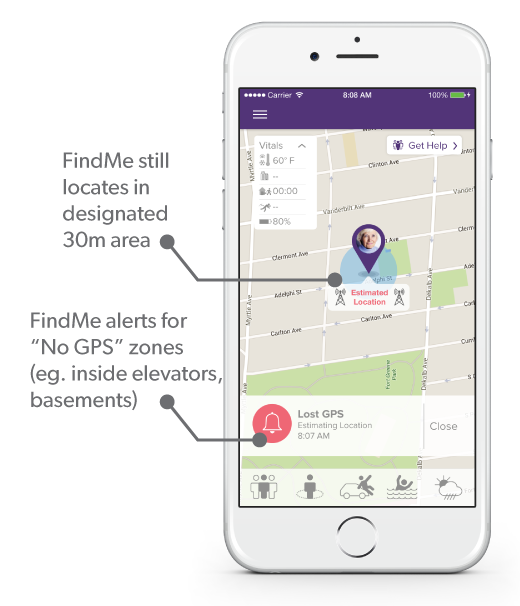 Carrier
8:08 AM
100%
Vitals
60° F
--
00:00
--
80%
Get Help
FindMe still
locates in
designated
30m area
Myrtle Ave
Clinton Ave
Vanderbilt Ave
Clermont Ave
Adelphi St
Carlton Ave
Carlton Ave
Myrtle Ave
Dekalb Ave
Dekalb Ave
Fort Greene
Park
Estimated
Location
FindMe alerts for
“No GPS” zones
(eg. inside elevators,
basements)
Lost GPS
Estimating Location
8:07 AM
Close